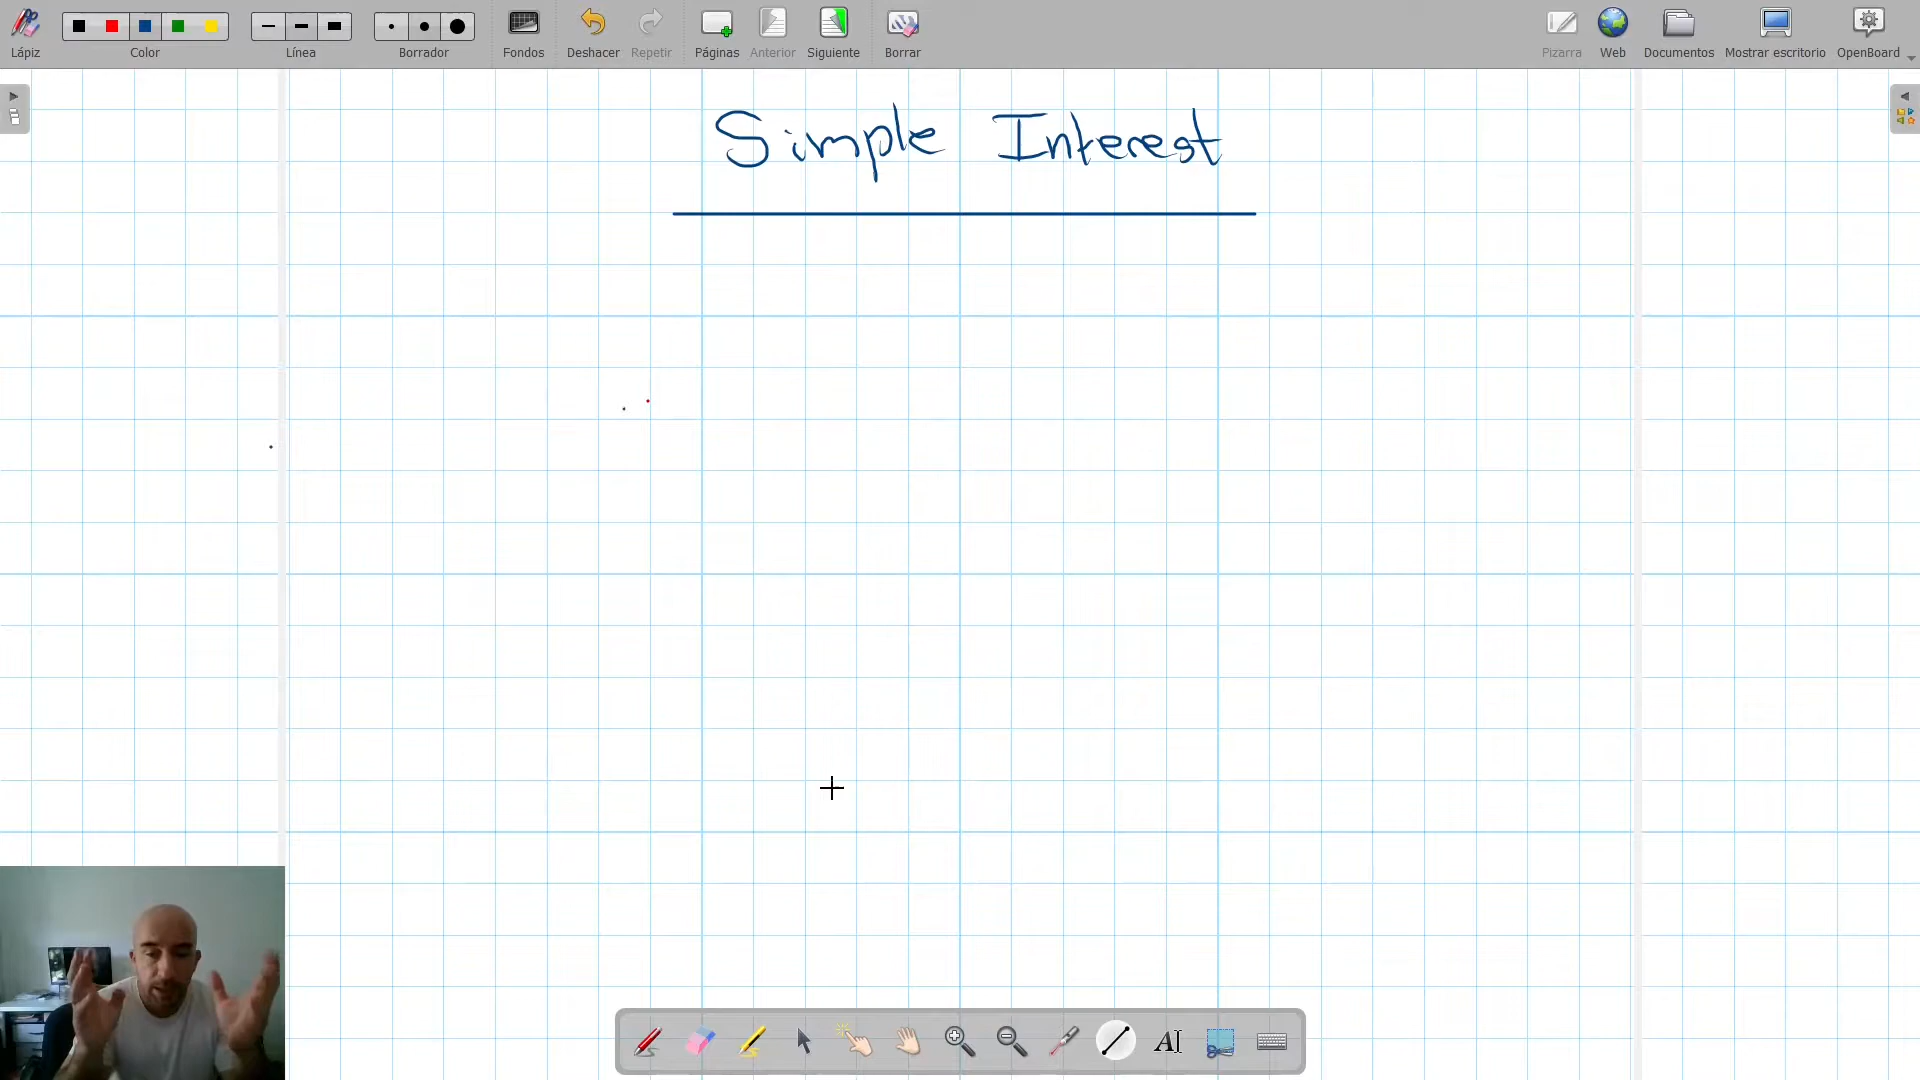 Lápiz Color Línea Borrador Fondos Deshacer Repetir Páginas Anterior Siguiente Borrar Pizarra Web Documentos Mostrar escritorio OpenBoard
Simple Interest